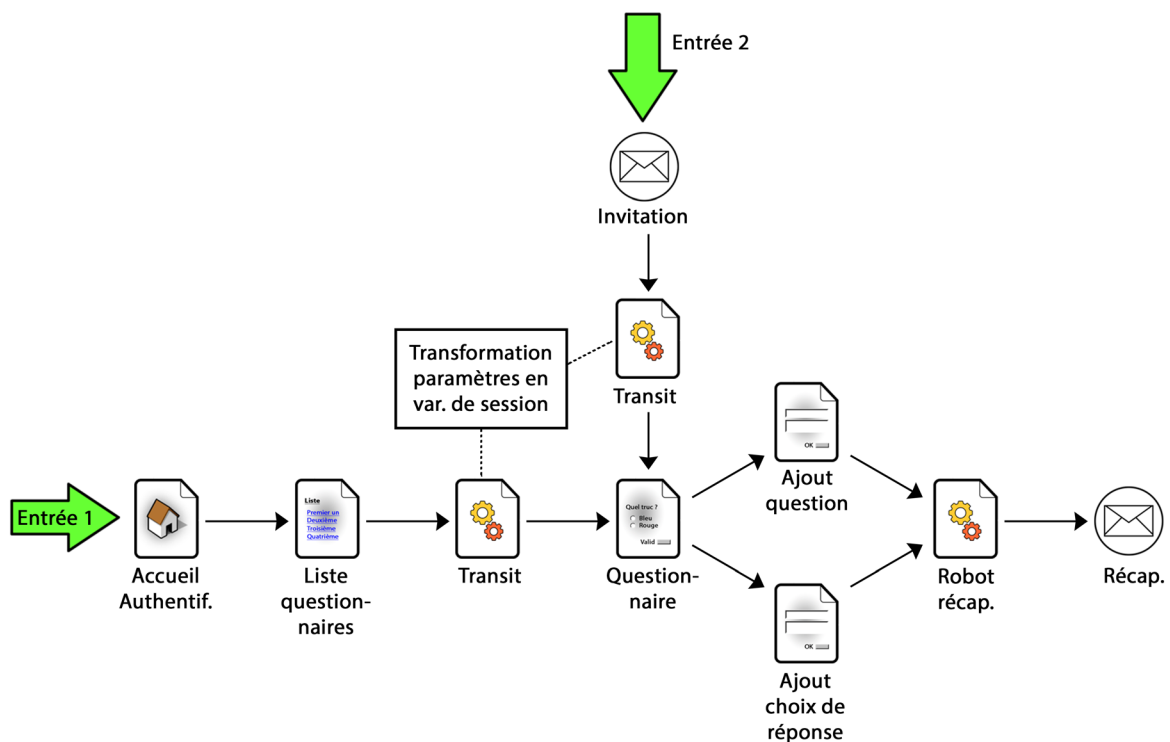 Entrée 2
Invitation
Transformation
paramètres en
var. de session
Transit
Entrée 1
Accueil
Authentif.
Liste
Premier un
Deuxième
Troisième
Quatrième
Liste
question-
naires
Transit
Quel truc ?
Bleu
Rouge
Valid
Question-
naire
OK
Ajout
question
OK
Ajout
choix de
réponse
Robot
récap.
Récap.